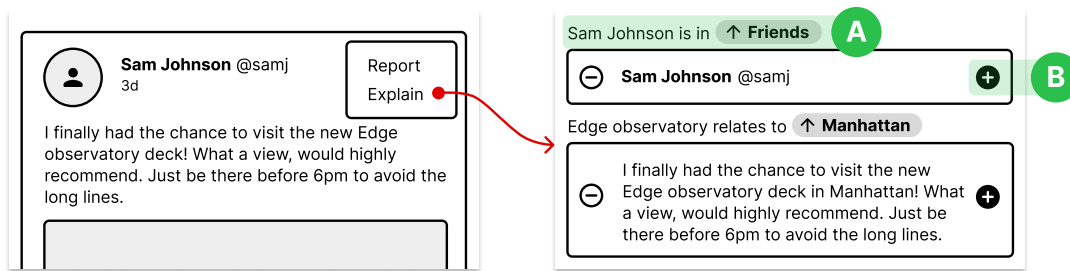 Sam Johnson @samj
3d
Report
Explain
I finally had the chance to visit the new Edge
observatory deck! What a view, would highly
recommend. Just be there before 6pm to avoid the
long lines.
Sam Johnson is in ↑ Friends
A
Sam Johnson @samj
B
Edge observatory relates to ↑ Manhattan
I finally had the chance to visit the new
Edge observatory deck in Manhattan! What
a view, would highly recommend. Just be
there before 6pm to avoid the long lines.